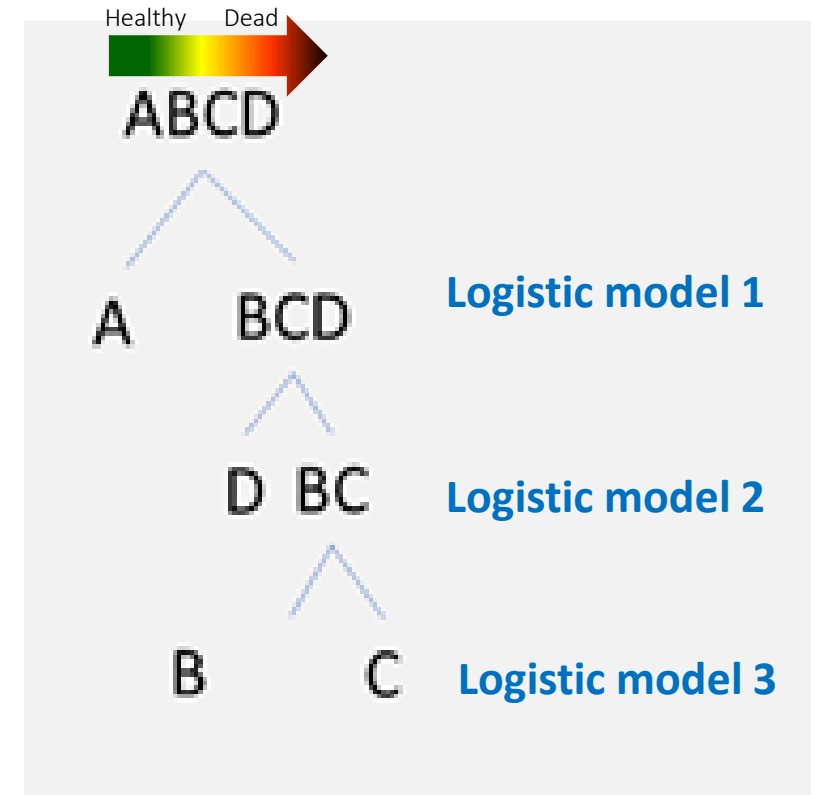 Healthy Dead
ABCD
A BCD Logistic model 1
D BC Logistic model 2
B C Logistic model 3